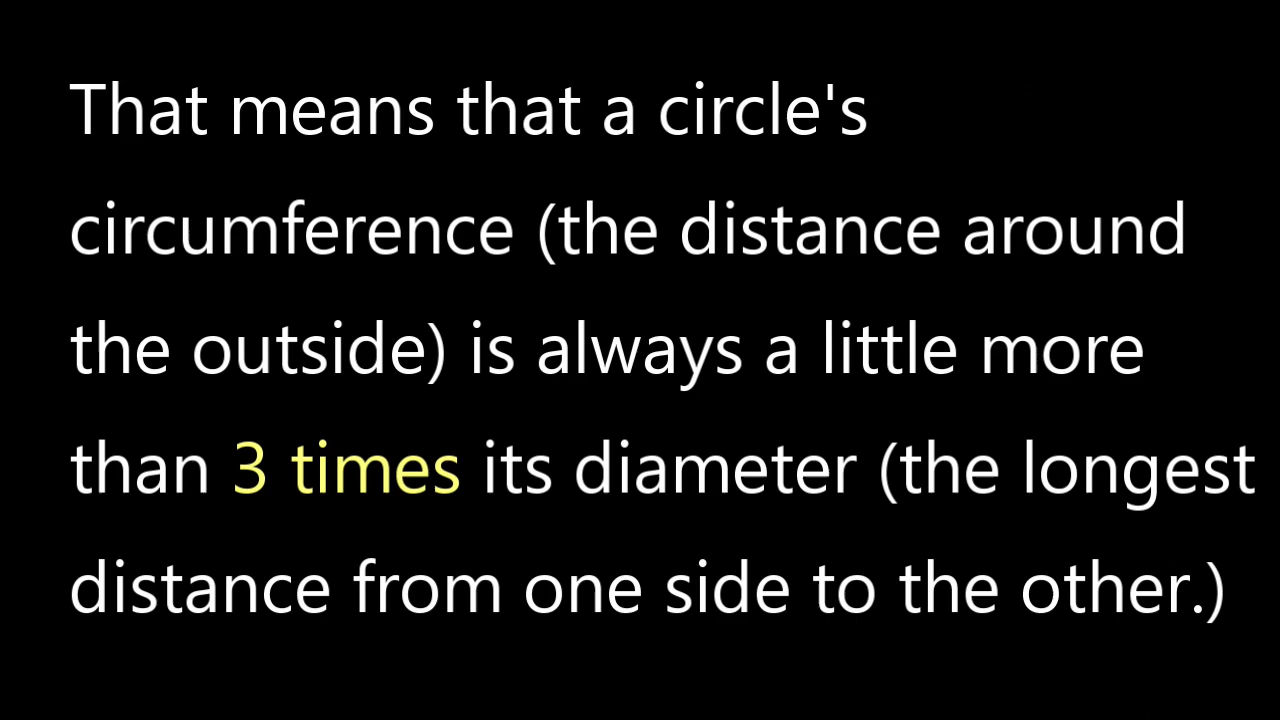 That means that a circle's
circumference (the distance around
the outside) is always a little more
than 3 times its diameter (the longest
distance from one side to the other.)